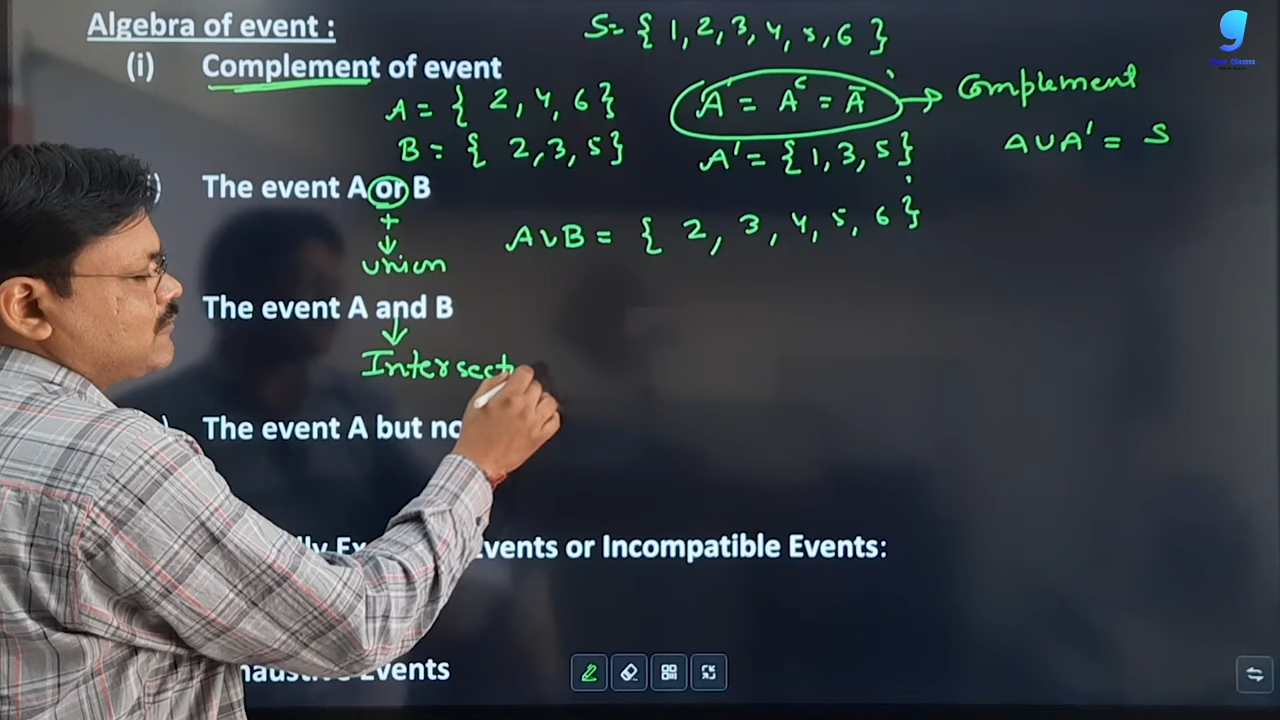 Algebra of event :
S= { 1, 2, 3, 4, 5, 6 }
(i) Complement of event
A = { 2, 4, 6 }
A' = Aᶜ = A̅ → Complement
B = { 2, 3, 5 }
A' = { 1, 3, 5 }
A∪A' = S
The event A or B
+
↓
union
A∪B = { 2, 3, 4, 5, 6 }
The event A and B
↓
Intersect
The event A but no
Events or Incompatible Events:
Events